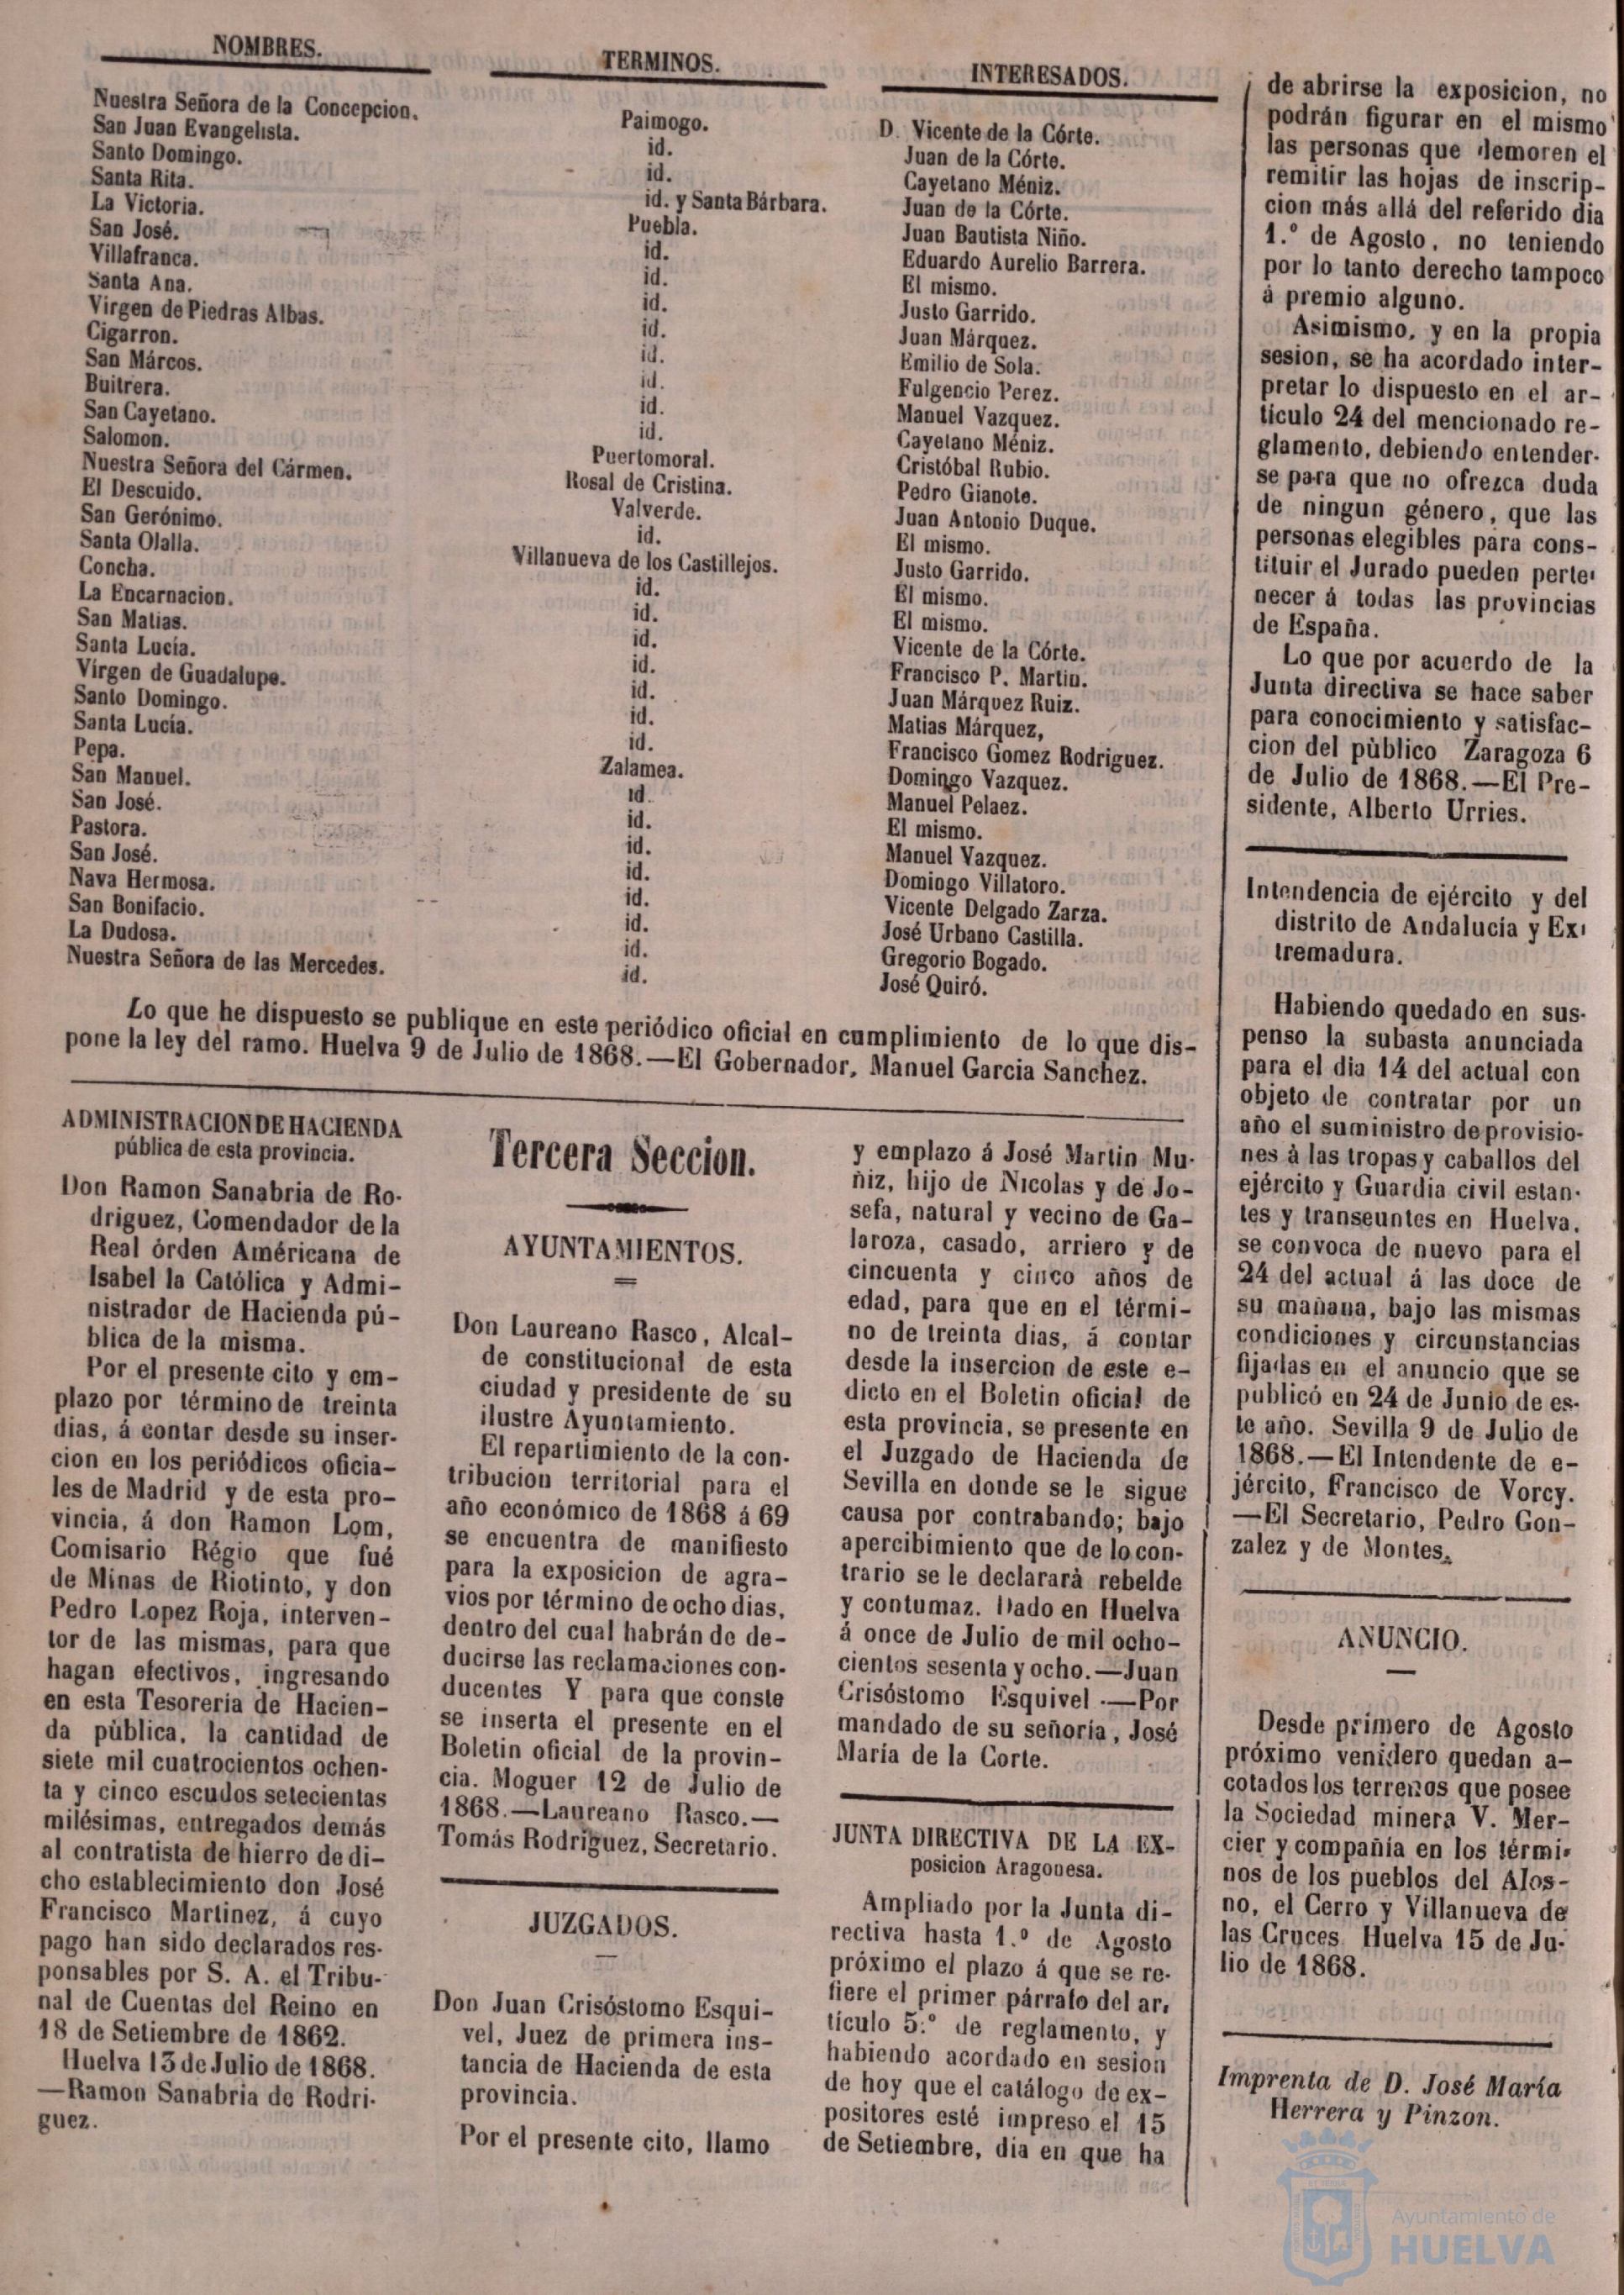 NOMBRES.
Nuestra Señora de la Concepcion.
San Juan Evangelista.
Santo Domingo.
Santa Rita.
La Victoria.
San José.
Villafranca.
Santa Ana.
Virgen de Piedras Albas.
Cigarron.
San Márcos.
Buitrera.
San Cayetano.
Salomon.
Nuestra Señora del Cármen.
El Descuido.
San Gerónimo.
Santa Olalla.
Concha.
La Encarnacion.
San Matias.
Santa Lucía.
Vírgen de Guadalupe.
Santo Domingo.
Santa Lucía.
Pepa.
San Manuel.
San José.
Pastora.
San José.
Nava Hermosa.
San Bonifacio.
La Dudosa.
Nuestra Señora de las Mercedes.
TERMINOS.
Paimogo.
id.
id.
id. y Santa Bárbara.
Puebla.
id.
id.
id.
id.
id.
id.
id.
id.
Puertomoral.
Rosal de Cristina.
Valverde.
id.
Villanueva de los Castillejos.
id.
id.
id.
id.
id.
id.
id.
Zalamea.
id.
id.
id.
id.
id.
id.
id.
id.
INTERESADOS.
D. Vicente de la Córte.
Juan de la Córte.
Cayetano Méniz.
Juan de la Córte.
Juan Bautista Niño.
Eduardo Aurelio Barrera.
El mismo.
Justo Garrido.
Juan Márquez.
Emilio de Sola.
Fulgencio Perez.
Manuel Vazquez.
Cayetano Méniz.
Cristóbal Rubio.
Pedro Gianote.
Juan Antonio Duque.
El mismo.
Justo Garrido.
El mismo.
El mismo.
Vicente de la Córte.
Francisco P. Martin.
Juan Márquez Ruiz.
Matias Márquez,
Francisco Gomez Rodriguez.
Domingo Vazquez.
Manuel Pelaez.
El mismo.
Manuel Vazquez.
Domingo Villatoro.
Vicente Delgado Zarza.
José Urbano Castilla.
Gregorio Bogado.
José Quiró.
Lo que he dispuesto se publique en este periódico oficial en cumplimiento de lo que dis-
pone la ley del ramo. Huelva 9 de Julio de 1868.—El Gobernador, Manuel Garcia Sanchez.
ADMINISTRACION DE HACIENDA
pública de esta provincia.
Don Ramon Sanabria de Ro-
driguez, Comendador de la
Real órden Américana de
Isabel la Católica y Admi-
nistrador de Hacienda pú-
blica de la misma.
Por el presente cito y em-
plazo por término de treinta
dias, á contar desde su inser-
cion en los periódicos oficia-
les de Madrid y de esta pro-
vincia, á don Ramon Lom,
Comisario Régio que fué
de Minas de Riotinto, y don
Pedro Lopez Roja, interven-
tor de las mismas, para que
hagan efectivos, ingresando
en esta Tesorería de Hacien-
da pública, la cantidad de
siete mil cuatrocientos ochen-
ta y cinco escudos setecientas
milésimas, entregados demás
al contratista de hierro de di-
cho establecimiento don José
Francisco Martinez, á cuyo
pago han sido declarados res-
ponsables por S. A. el Tribu-
nal de Cuentas del Reino en
18 de Setiembre de 1862.
Huelva 13 de Julio de 1868.
—Ramon Sanabria de Rodri-
guez.
Tercera Seccion.
AYUNTAMIENTOS.
Don Laureano Rasco, Alcal-
de constitucional de esta
ciudad y presidente de su
ilustre Ayuntamiento.
El repartimiento de la con-
tribucion territorial para el
año económico de 1868 á 69
se encuentra de manifiesto
para la exposicion de agra-
vios por término de ocho dias,
dentro del cual habrán de de-
ducirse las reclamaciones con-
ducentes Y para que conste
se inserta el presente en el
Boletin oficial de la provin-
cia. Moguer 12 de Julio de
1868.—Laureano Rasco.—
Tomás Rodriguez, Secretario.
JUZGADOS.
Don Juan Crisóstomo Esqui-
vel, Juez de primera ins-
tancia de Hacienda de esta
provincia.
Por el presente cito, llamo
y emplazo á José Martin Mu-
ñiz, hijo de Nicolas y de Jo-
sefa, natural y vecino de Ga-
laroza, casado, arriero y de
cincuenta y cinco años de
edad, para que en el térmi-
no de treinta dias, á contar
desde la insercion de este e-
dicto en el Boletin oficial de
esta provincia, se presente en
el Juzgado de Hacienda de
Sevilla en donde se le sigue
causa por contrabando; bajo
apercibimiento que de lo con-
trario se le declarará rebelde
y contumaz. Dado en Huelva
á once de Julio de mil ocho-
cientos sesenta y ocho.—Juan
Crisóstomo Esquivel.—Por
mandado de su señoría, José
María de la Corte.
JUNTA DIRECTIVA DE LA EX-
posicion Aragonesa.
Ampliado por la Junta di-
rectiva hasta 1.º de Agosto
próximo el plazo á que se re-
fiere el primer párrafo del ar-
tículo 5.º de reglamento, y
habiendo acordado en sesion
de hoy que el catálogo de ex-
positores esté impreso el 15
de Setiembre, dia en que ha
de abrirse la exposicion, no
podrán figurar en el mismo
las personas que demoren el
remitir las hojas de inscrip-
cion más allá del referido dia
1.º de Agosto, no teniendo
por lo tanto derecho tampoco
á premio alguno.
Asimismo, y en la propia
sesion, se ha acordado inter-
pretar lo dispuesto en el ar-
tículo 24 del mencionado re-
glamento, debiendo entender-
se para que no ofrezca duda
de ningun género, que las
personas elegibles para cons-
tituir el Jurado pueden perte-
necer á todas las provincias
de España.
Lo que por acuerdo de la
Junta directiva se hace saber
para conocimiento y satisfac-
cion del público Zaragoza 6
de Julio de 1868.—El Pre-
sidente, Alberto Urries.
Intendencia de ejército y del
distrito de Andalucía y Ex-
tremadura.
Habiendo quedado en sus-
penso la subasta anunciada
para el dia 14 del actual con
objeto de contratar por un
año el suministro de provisio-
nes á las tropas y caballos del
ejército y Guardia civil estan-
tes y transeuntes en Huelva,
se convoca de nuevo para el
24 del actual á las doce de
su mañana, bajo las mismas
condiciones y circunstancias
fijadas en el anuncio que se
publicó en 24 de Junio de es-
te año. Sevilla 9 de Julio de
1868.—El Intendente de e-
jército, Francisco de Vorcy.
—El Secretario, Pedro Gon-
zalez y de Montes.
ANUNCIO.
Desde primero de Agosto
próximo venidero quedan a-
cotados los terrenos que posee
la Sociedad minera V. Mer-
cier y compañía en los térmi-
nos de los pueblos del Alos-
no, el Cerro y Villanueva de
las Cruces. Huelva 15 de Ju-
lio de 1868.
Imprenta de D. José María
Herrera y Pinzon.
Ayuntamiento de
HUELVA